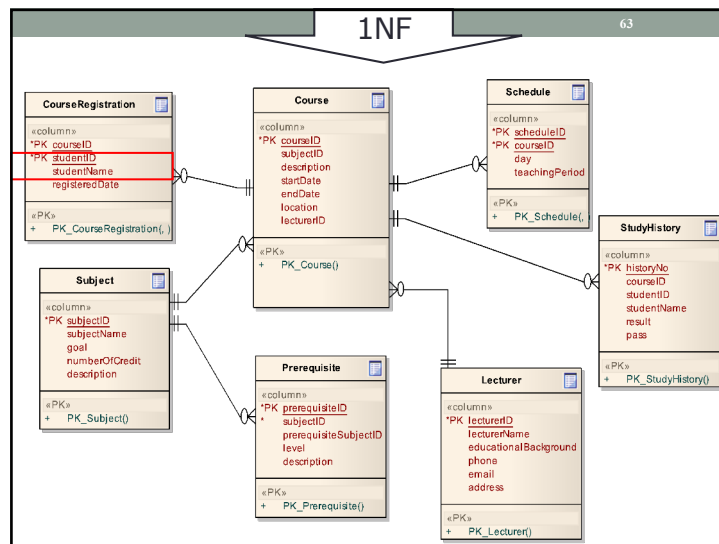 1NF
63
CourseRegistration
«column»
*PK courseID
*PK studentID
studentName
registeredDate
«PK»
+ PK_CourseRegistration(, )
Course
«column»
*PK courseID
subjectID
description
startDate
endDate
location
lecturerID
«PK»
+ PK_Course()
Schedule
«column»
*PK scheduleID
*PK courseID
day
teachingPeriod
«PK»
+ PK_Schedule(,
StudyHistory
«column»
*PK historyNo
courseID
studentID
studentName
result
pass
«PK»
+ PK_StudyHistory()
Subject
«column»
*PK subjectID
subjectName
goal
numberOfCredit
description
«PK»
+ PK_Subject()
Prerequisite
«column»
*PK prerequisiteID
* subjectID
prerequisiteSubjectID
level
description
«PK»
+ PK_Prerequisite()
Lecturer
«column»
*PK lecturerID
lecturerName
educationalBackground
phone
email
address
«PK»
+ PK_Lecturer()